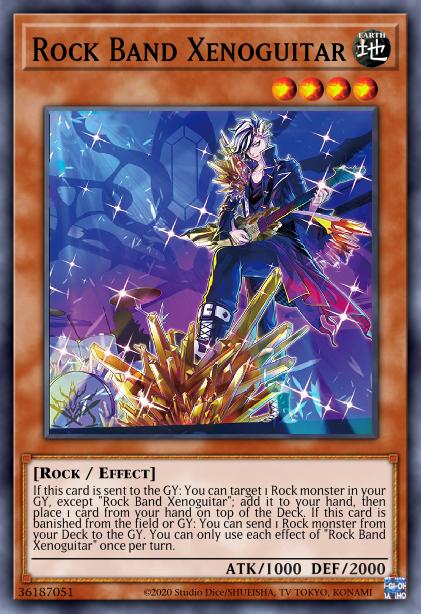 ROCK BAND XENOGUITAR
EARTH
地
[ROCK / EFFECT]
If this card is sent to the GY: You can target 1 Rock monster in your
GY, except "Rock Band Xenoguitar"; add it to your hand, then
place 1 card from your hand on top of the Deck. If this card is
banished from the field or GY: You can send 1 Rock monster from
your Deck to the GY. You can only use each effect of "Rock Band
Xenoguitar" once per turn.
ATK/1000 DEF/2000
36187051
©2020 Studio Dice/SHUEISHA, TV TOKYO, KONAMI